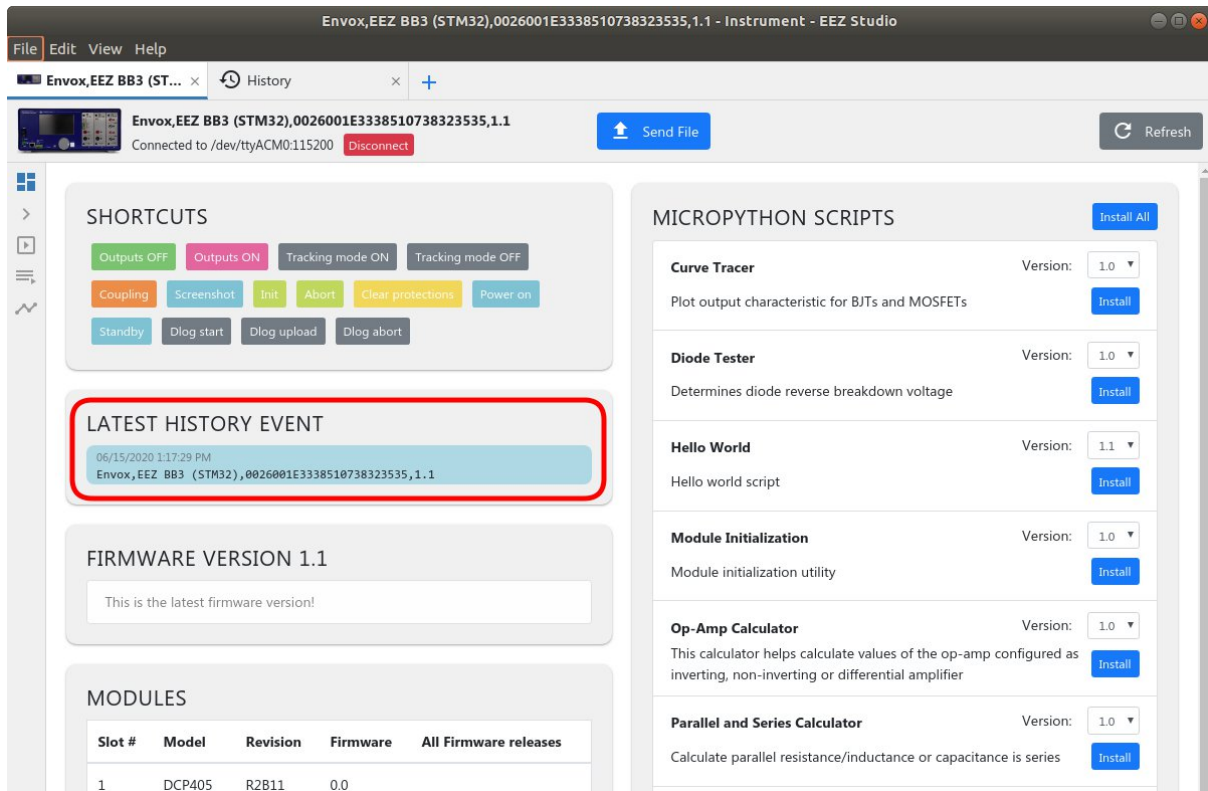 Envox,EEZ BB3 (STM32),0026001E3338510738323535,1.1 - Instrument - EEZ Studio
File Edit View Help
Envox,EEZ BB3 (ST... × History × +
Envox,EEZ BB3 (STM32),0026001E3338510738323535,1.1
Connected to /dev/ttyACM0:115200 Disconnect
Send File
Refresh
SHORTCUTS
Outputs OFF Outputs ON Tracking mode ON Tracking mode OFF
Coupling Screenshot Init Abort Clear protections Power on
Standby Dlog start Dlog upload Dlog abort
LATEST HISTORY EVENT
06/15/2020 1:17:29 PM
Envox,EEZ BB3 (STM32),0026001E3338510738323535,1.1
FIRMWARE VERSION 1.1
This is the latest firmware version!
MODULES
Slot # Model Revision Firmware All Firmware releases
1 DCP405 R2B11 0.0
MICROPYTHON SCRIPTS Install All
Curve Tracer Version: 1.0
Plot output characteristic for BJTs and MOSFETs Install
Diode Tester Version: 1.0
Determines diode reverse breakdown voltage Install
Hello World Version: 1.1
Hello world script Install
Module Initialization Version: 1.0
Module initialization utility Install
Op-Amp Calculator Version: 1.0
This calculator helps calculate values of the op-amp configured as
inverting, non-inverting or differential amplifier Install
Parallel and Series Calculator Version: 1.0
Calculate parallel resistance/inductance or capacitance is series Install